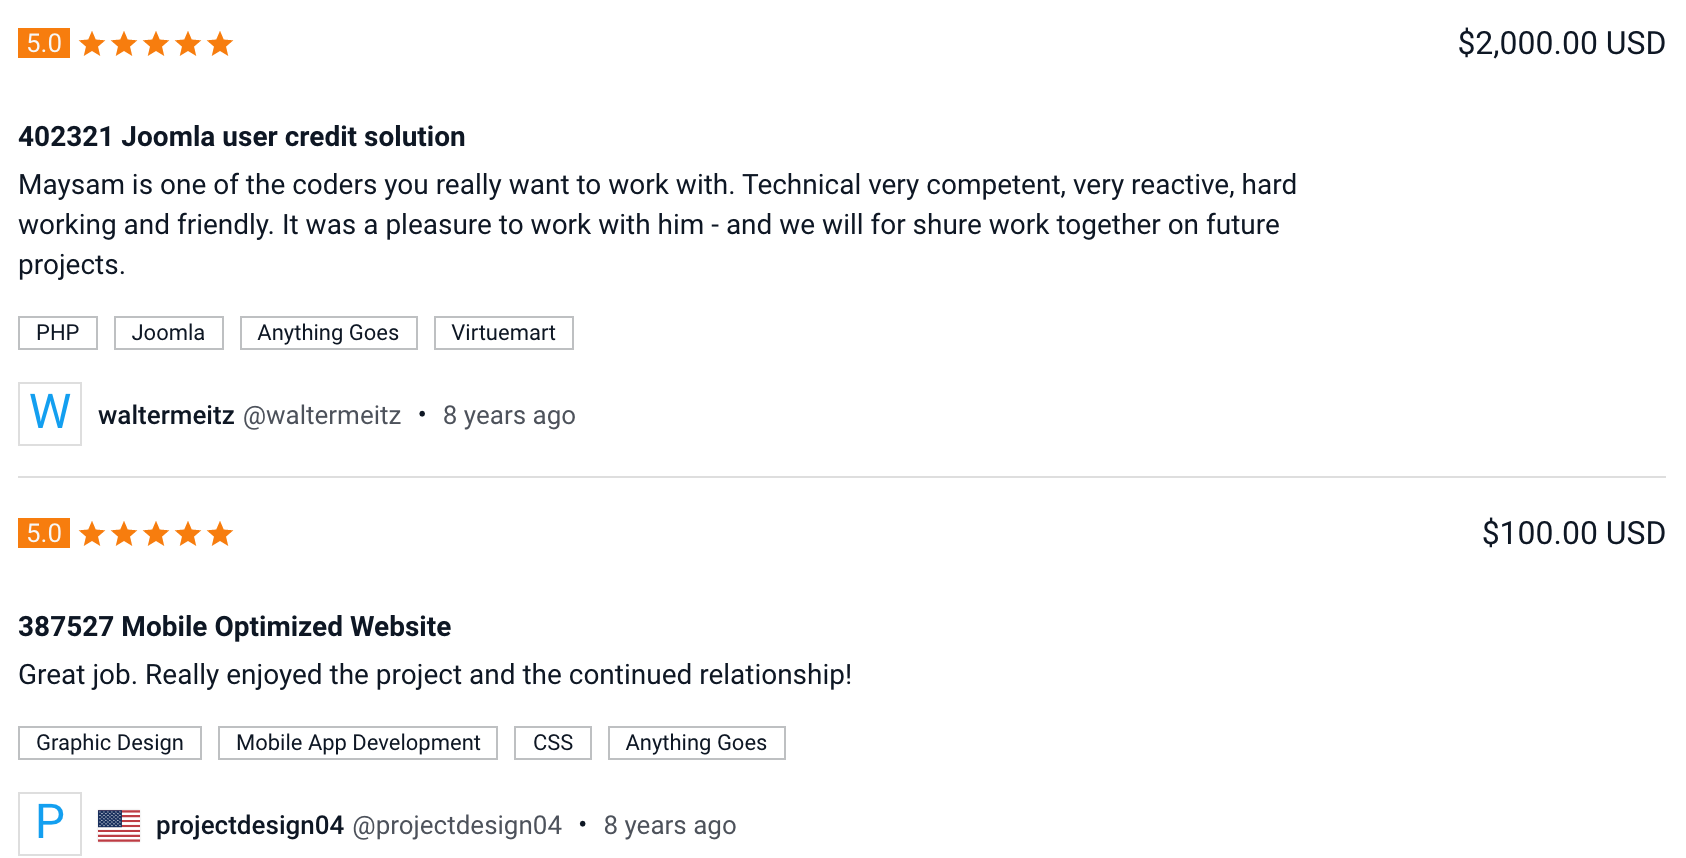 5.0
$2,000.00 USD
402321 Joomla user credit solution
Maysam is one of the coders you really want to work with. Technical very competent, very reactive, hard
working and friendly. It was a pleasure to work with him - and we will for shure work together on future
projects.
PHP Joomla Anything Goes Virtuemart
W waltermeitz @waltermeitz • 8 years ago
5.0
$100.00 USD
387527 Mobile Optimized Website
Great job. Really enjoyed the project and the continued relationship!
Graphic Design Mobile App Development CSS Anything Goes
P projectdesign04 @projectdesign04 • 8 years ago